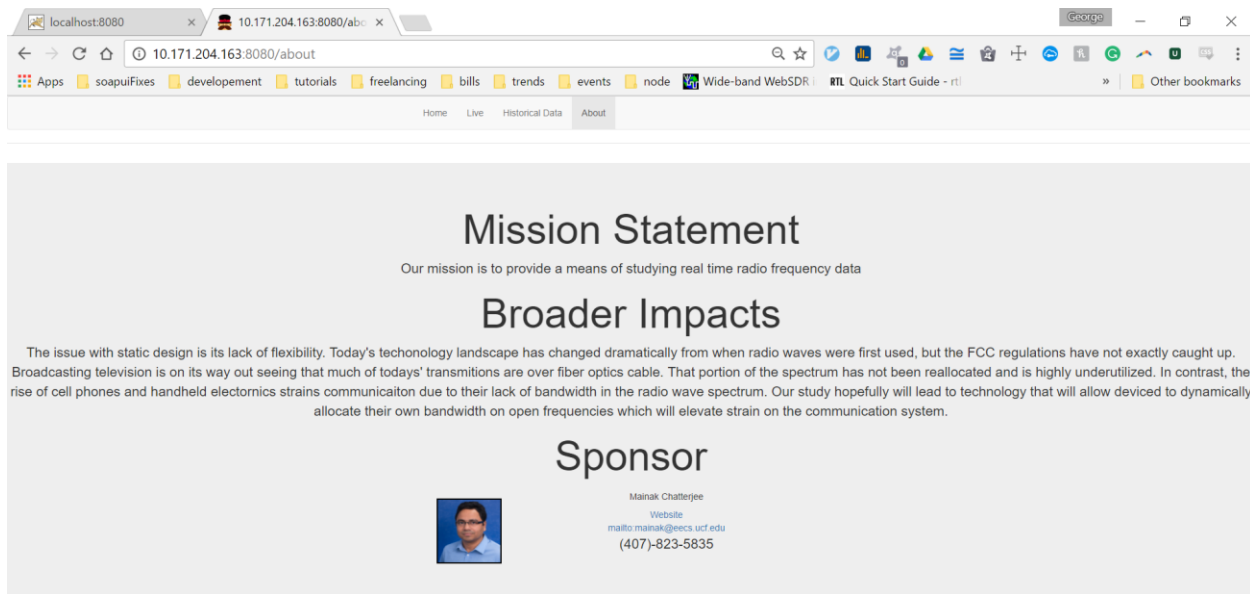 George
localhost:8080
10.171.204.163:8080/abo
10.171.204.163:8080/about
Apps soapuiFixes developement tutorials freelancing bills trends events node Wide-band WebSDR RTL Quick Start Guide - rtl » Other bookmarks
Home Live Historical Data About
Mission Statement
Our mission is to provide a means of studying real time radio frequency data
Broader Impacts
The issue with static design is its lack of flexibility. Today's techonology landscape has changed dramatically from when radio waves were first used, but the FCC regulations have not exactly caught up.
Broadcasting television is on its way out seeing that much of todays' transmitions are over fiber optics cable. That portion of the spectrum has not been reallocated and is highly underutilized. In contrast, the
rise of cell phones and handheld electornics strains communicaiton due to their lack of bandwidth in the radio wave spectrum. Our study hopefully will lead to technology that will allow deviced to dynamically
allocate their own bandwidth on open frequencies which will elevate strain on the communication system.
Sponsor
Mainak Chatterjee
Website
mailto:mainak@eecs.ucf.edu
(407)-823-5835